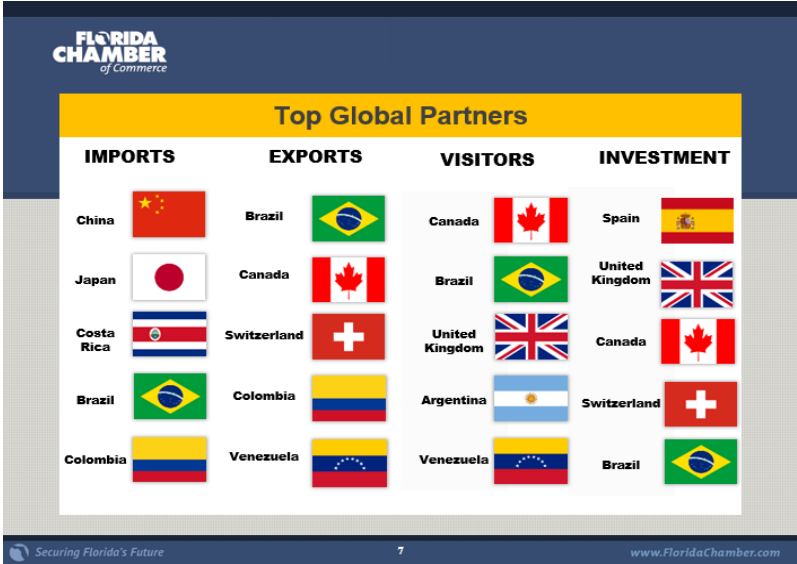 FLORIDA
CHAMBER
of Commerce
Top Global Partners
IMPORTS
China
Japan
Costa
Rica
Brazil
Colombia
EXPORTS
Brazil
Canada
Switzerland
Colombia
Venezuela
VISITORS
Canada
Brazil
United
Kingdom
Argentina
Venezuela
INVESTMENT
Spain
United
Kingdom
Canada
Switzerland
Brazil
Securing Florida's Future
7
www.FloridaChamber.com